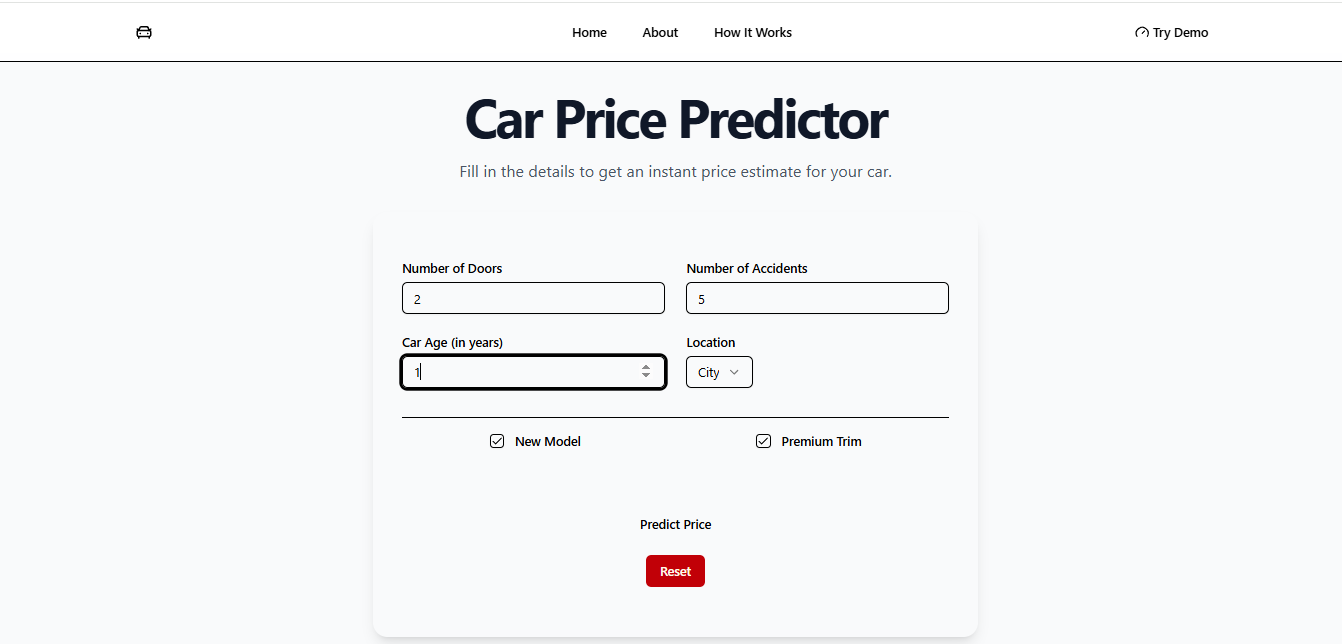 Home About How It Works Try Demo
Car Price Predictor
Fill in the details to get an instant price estimate for your car.
Number of Doors Number of Accidents
2 5
Car Age (in years) Location
1 City
New Model Premium Trim
Predict Price
Reset